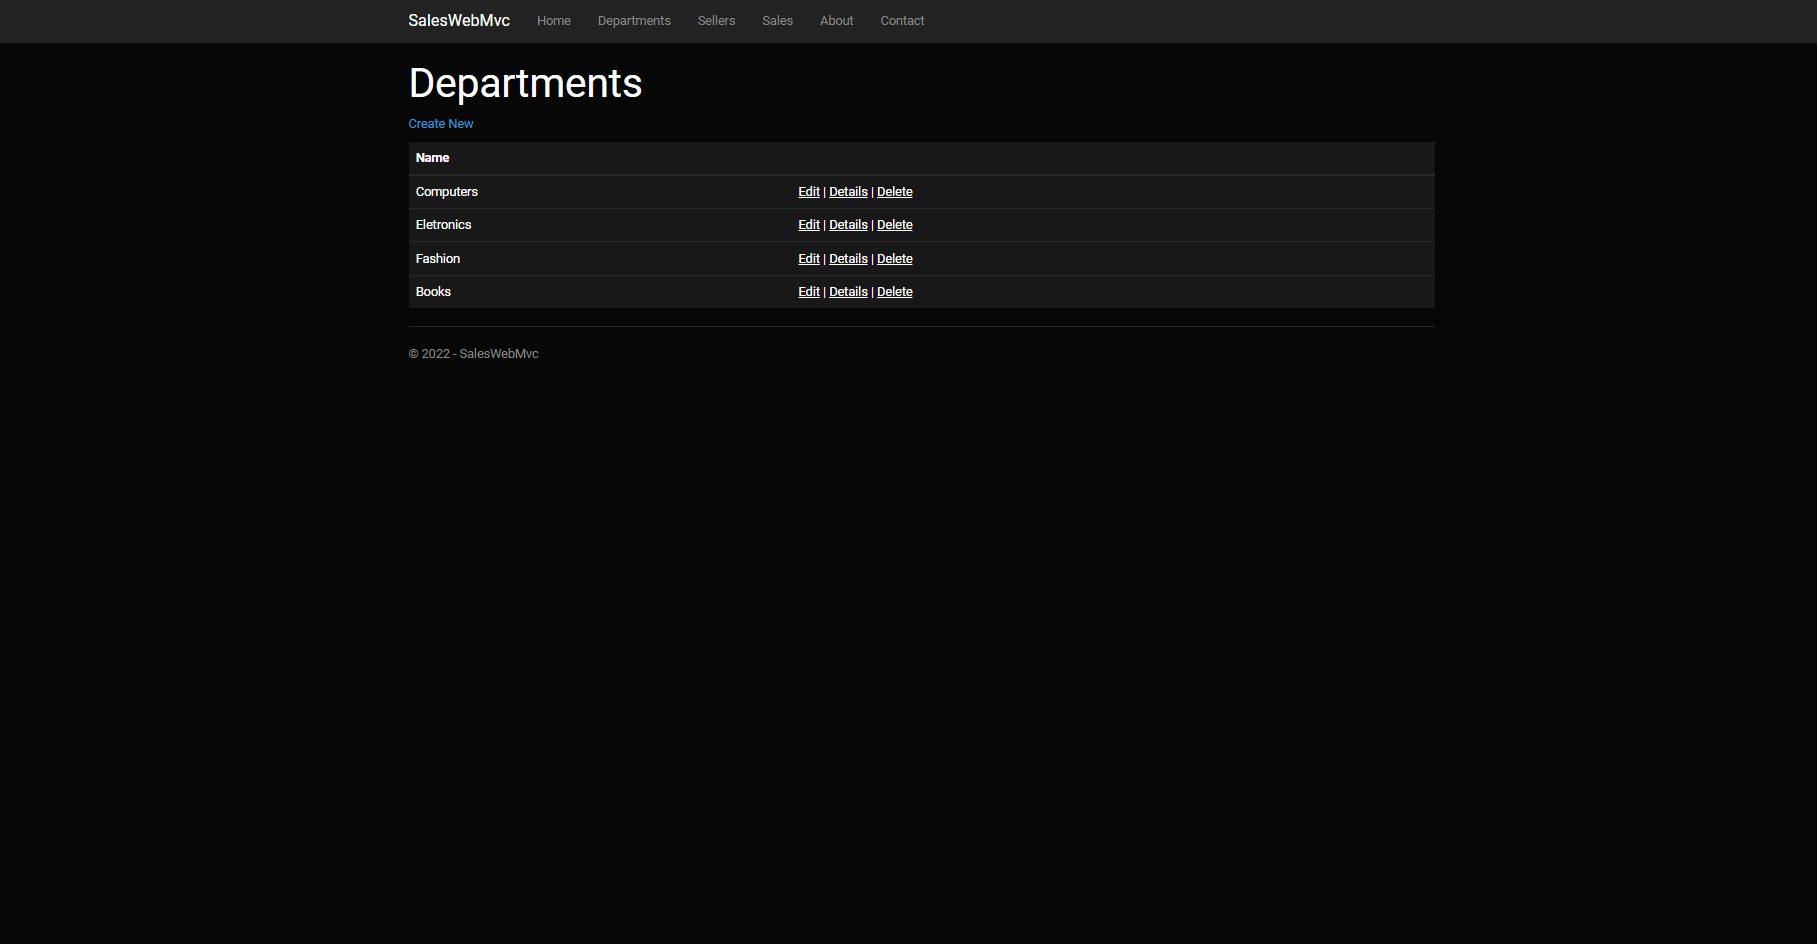 SalesWebMvc Home Departments Sellers Sales About Contact
Departments
Create New
Name
Computers Edit | Details | Delete
Eletronics Edit | Details | Delete
Fashion Edit | Details | Delete
Books Edit | Details | Delete
© 2022 - SalesWebMvc